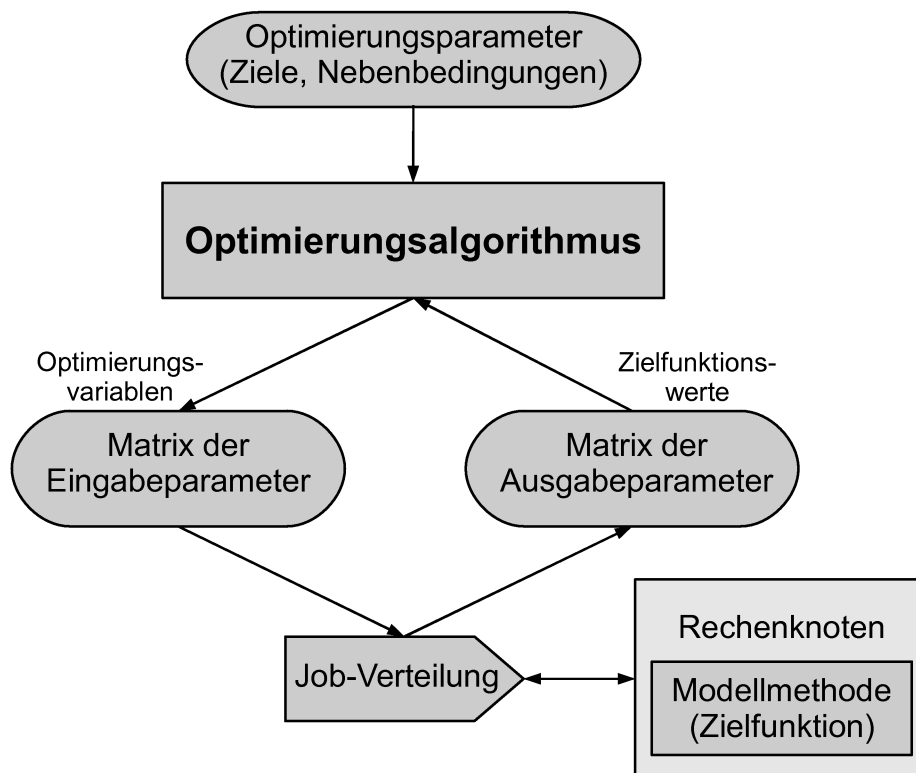 Optimierungsparameter
(Ziele, Nebenbedingungen)
Optimierungsalgorithmus
Optimierungs-
variablen
Zielfunktions-
werte
Matrix der
Eingabeparameter
Matrix der
Ausgabeparameter
Job-Verteilung
Rechenknoten
Modellmethode
(Zielfunktion)